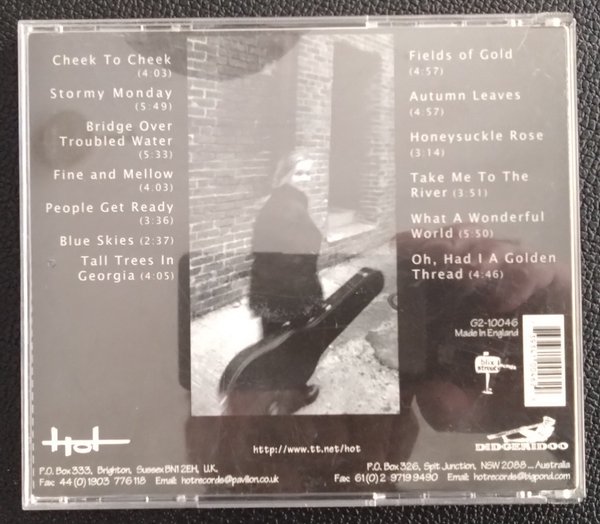 Cheek To Cheek
(4:03)
Stormy Monday
(5:49)
Bridge Over
Troubled Water
(5:33)
Fine and Mellow
(4:03)
People Get Ready
(3:36)
Blue Skies (2:37)
Tall Trees In
Georgia (4:05)
Fields of Gold
(4:57)
Autumn Leaves
(4:57)
Honeysuckle Rose
(3:14)
Take Me To The
River (3:51)
What A Wonderful
World (5:50)
Oh, Had I A Golden
Thread (4:46)
G2-10046
Made In England
blix
street
Hot
http://www.tt.net/hot
DIDGERIDOO
P.O. Box 333, Brighton, Sussex BN1 2EH, U.K.
Fax: 44 (0) 1903 776 118 Email: hotrecords@pavilion.co.uk
P.O. Box 326, Spit Junction, NSW 2088 ... Australia
Fax: 61 (0) 2 9719 9490 Email: hotrecords@bigpond.com